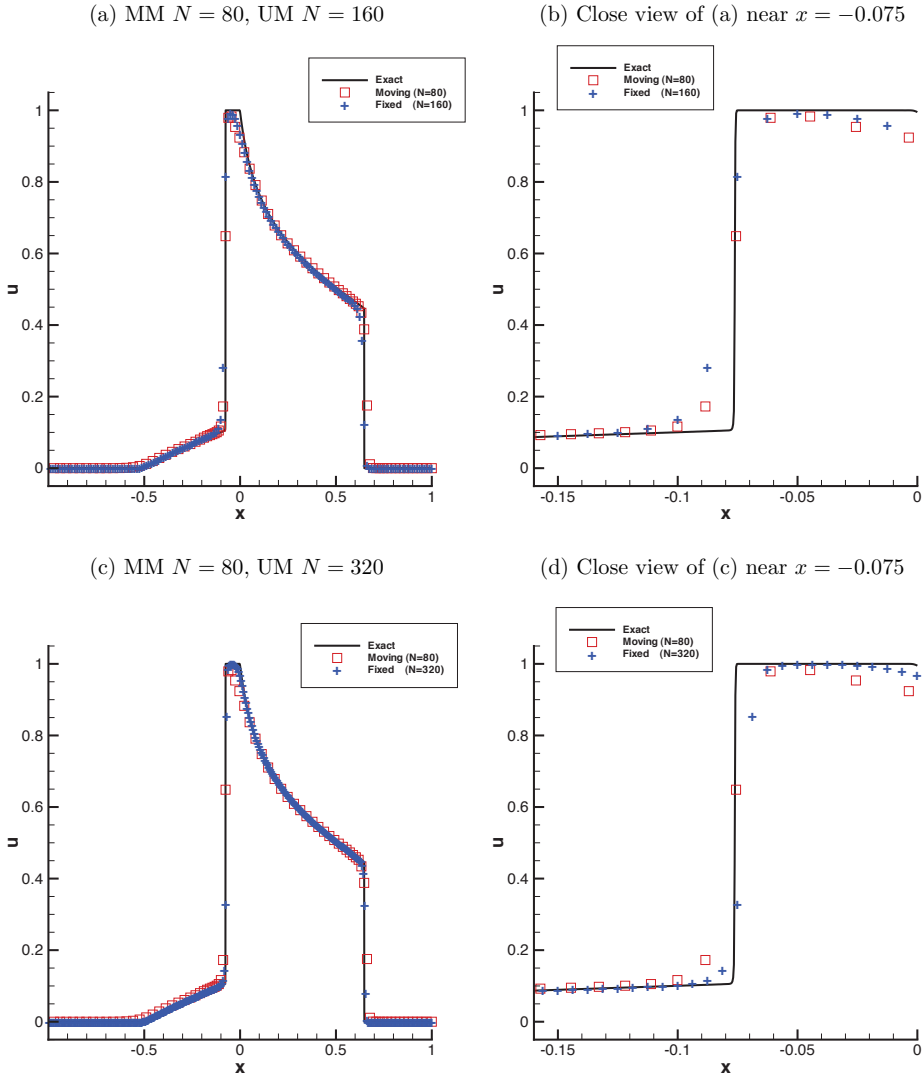 (a) MM N = 80, UM N = 160
(b) Close view of (a) near x = −0.075
Exact
Moving (N=80)
Fixed (N=160)
1
0.8
0.6
0.4
0.2
0
u
-0.5
0
0.5
1
x
Exact
Moving (N=80)
Fixed (N=160)
1
0.8
0.6
0.4
0.2
0
u
-0.15
-0.1
-0.05
0
x
(c) MM N = 80, UM N = 320
(d) Close view of (c) near x = −0.075
Exact
Moving (N=80)
Fixed (N=320)
1
0.8
0.6
0.4
0.2
0
u
-0.5
0
0.5
1
x
Exact
Moving (N=80)
Fixed (N=320)
1
0.8
0.6
0.4
0.2
0
u
-0.15
-0.1
-0.05
0
x